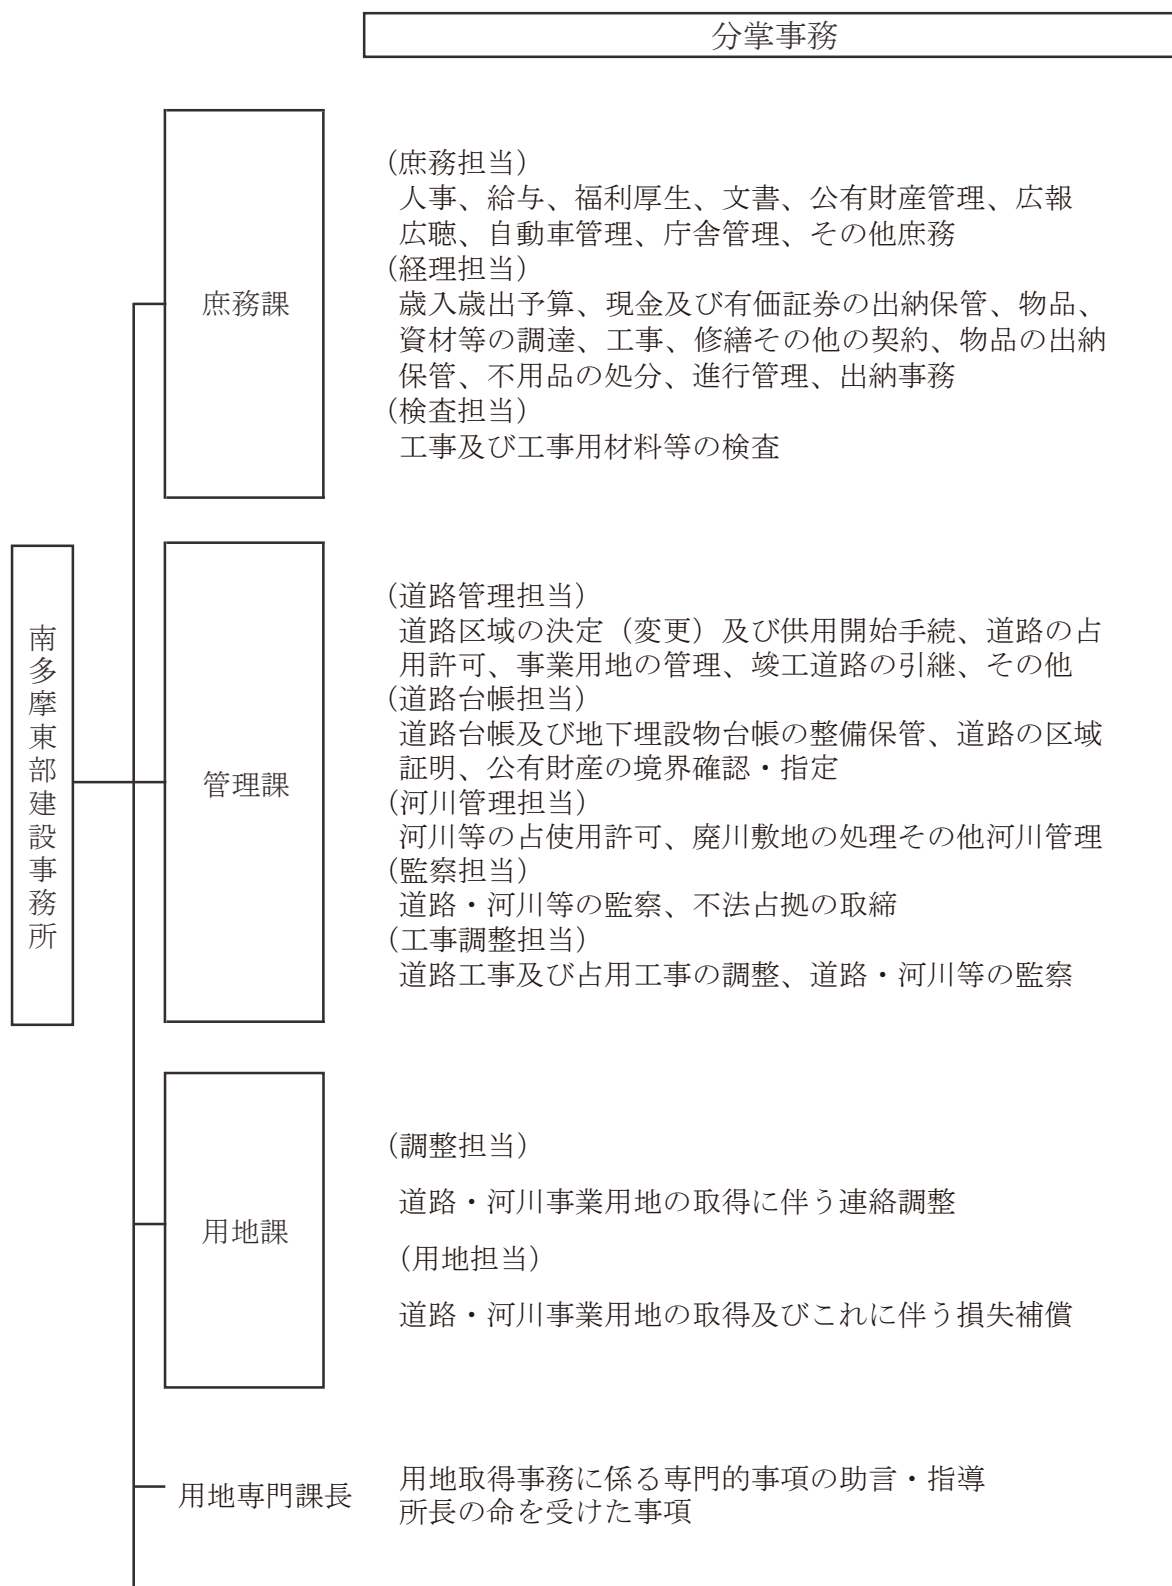 分掌事務
庶務課
(庶務担当)
人事、給与、福利厚生、文書、公有財産管理、広報
広聴、自動車管理、庁舎管理、その他庶務
(経理担当)
歳入歳出予算、現金及び有価証券の出納保管、物品、
資材等の調達、工事、修繕その他の契約、物品の出納
保管、不用品の処分、進行管理、出納事務
(検査担当)
工事及び工事用材料等の検査
南多摩東部建設事務所
管理課
(道路管理担当)
道路区域の決定（変更）及び供用開始手続、道路の占
用許可、事業用地の管理、竣工道路の引継、その他
(道路台帳担当)
道路台帳及び地下埋設物台帳の整備保管、道路の区域
証明、公有財産の境界確認・指定
(河川管理担当)
河川等の占使用許可、廃川敷地の処理その他河川管理
(監察担当)
道路・河川等の監察、不法占拠の取締
(工事調整担当)
道路工事及び占用工事の調整、道路・河川等の監察
用地課
(調整担当)
道路・河川事業用地の取得に伴う連絡調整
(用地担当)
道路・河川事業用地の取得及びこれに伴う損失補償
用地専門課長
用地取得事務に係る専門的事項の助言・指導
所長の命を受けた事項